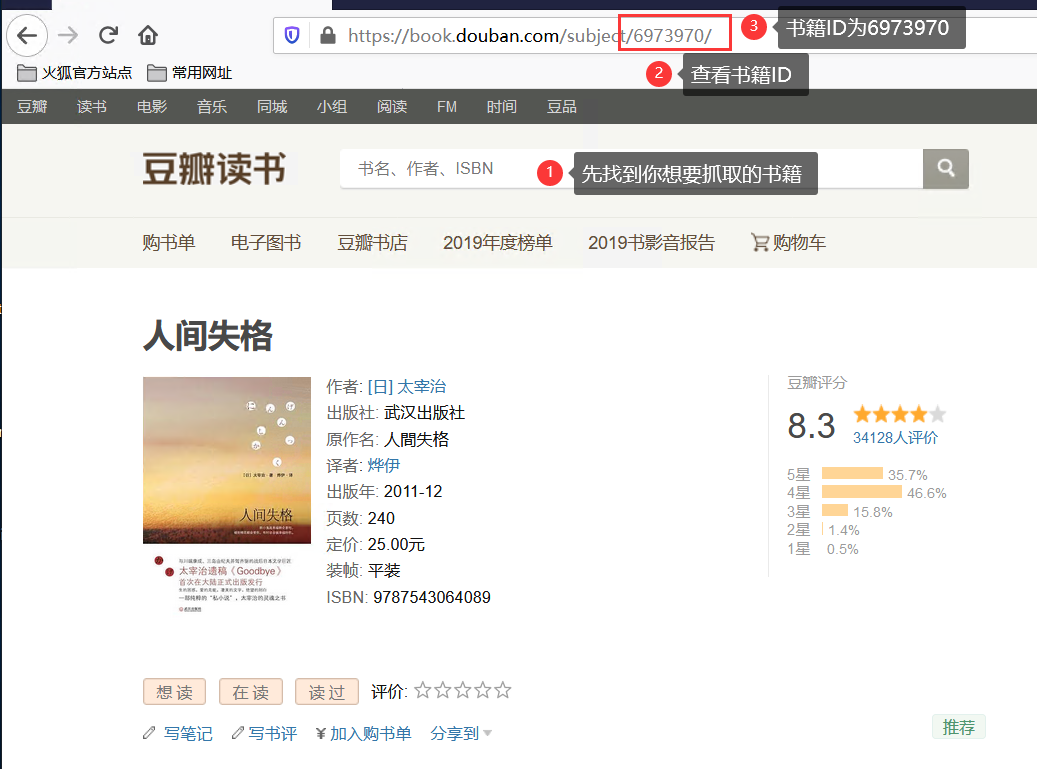 https://book.douban.com/subject/6973970/
3 书籍ID为6973970
火狐官方站点 常用网址
2 查看书籍ID
豆瓣 读书 电影 音乐 同城 小组 阅读 FM 时间 豆品
豆瓣读书
书名、作者、ISBN
1 先找到你想要抓取的书籍
购书单 电子图书 豆瓣书店 2019年度榜单 2019书影音报告 购物车
人间失格
人间失格
太宰治遗稿《Goodbye》
首次在大陆正式出版发行
作者: [日] 太宰治
出版社: 武汉出版社
原作名: 人間失格
译者: 烨伊
出版年: 2011-12
页数: 240
定价: 25.00元
装帧: 平装
ISBN: 9787543064089
豆瓣评分
8.3
34128人评价
5星 35.7%
4星 46.6%
3星 15.8%
2星 1.4%
1星 0.5%
想读 在读 读过 评价:
写笔记 写书评 ¥加入购书单 分享到
推荐